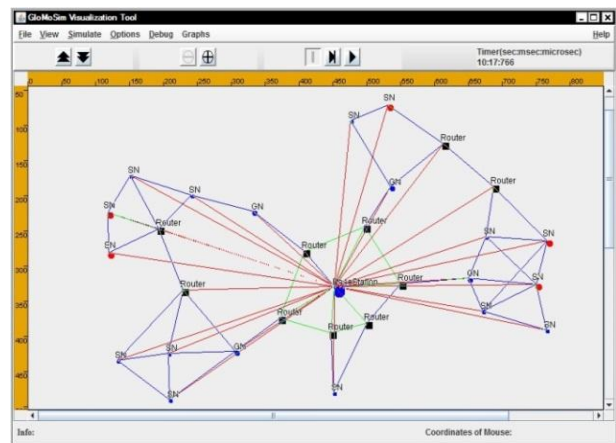 GloMoSim Visualization Tool
File View Simulate Options Debug Graphs Help
Timer(sec:msec:microsec)
10:17:766
0 50 100 150 200 250 300 350 400 450 500 550 600 650 700 750 800
50
100
150
200
250
300
350
400
450
SN
SN
Router
SN
Router
SN
GN
GN
SN
Router
Router
SN
SN
SN
Router
GN
SN
Router
Router
Router
Router
Router
SN
SN
GN
SN
SN
SN
SN
Info:
Coordinates of Mouse: